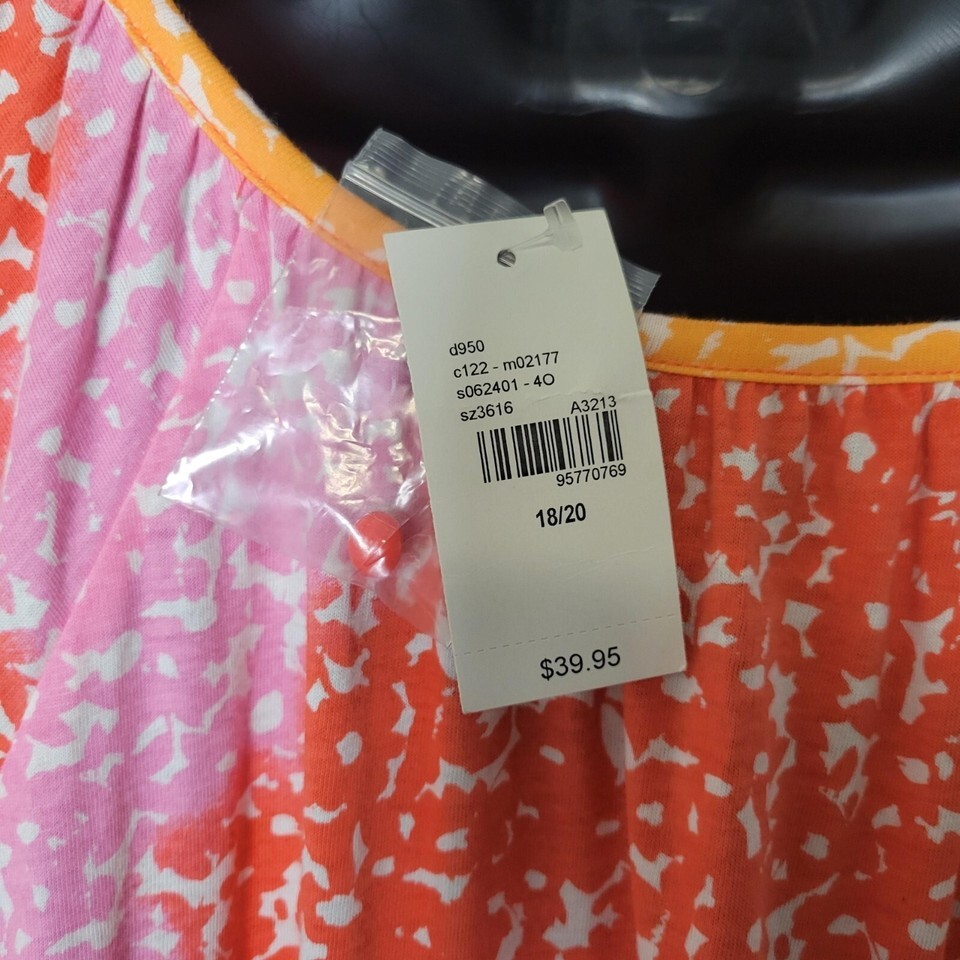 d950
c122 - m02177
s062401 - 4O
sz3616 A3213
95770769
18/20
$39.95